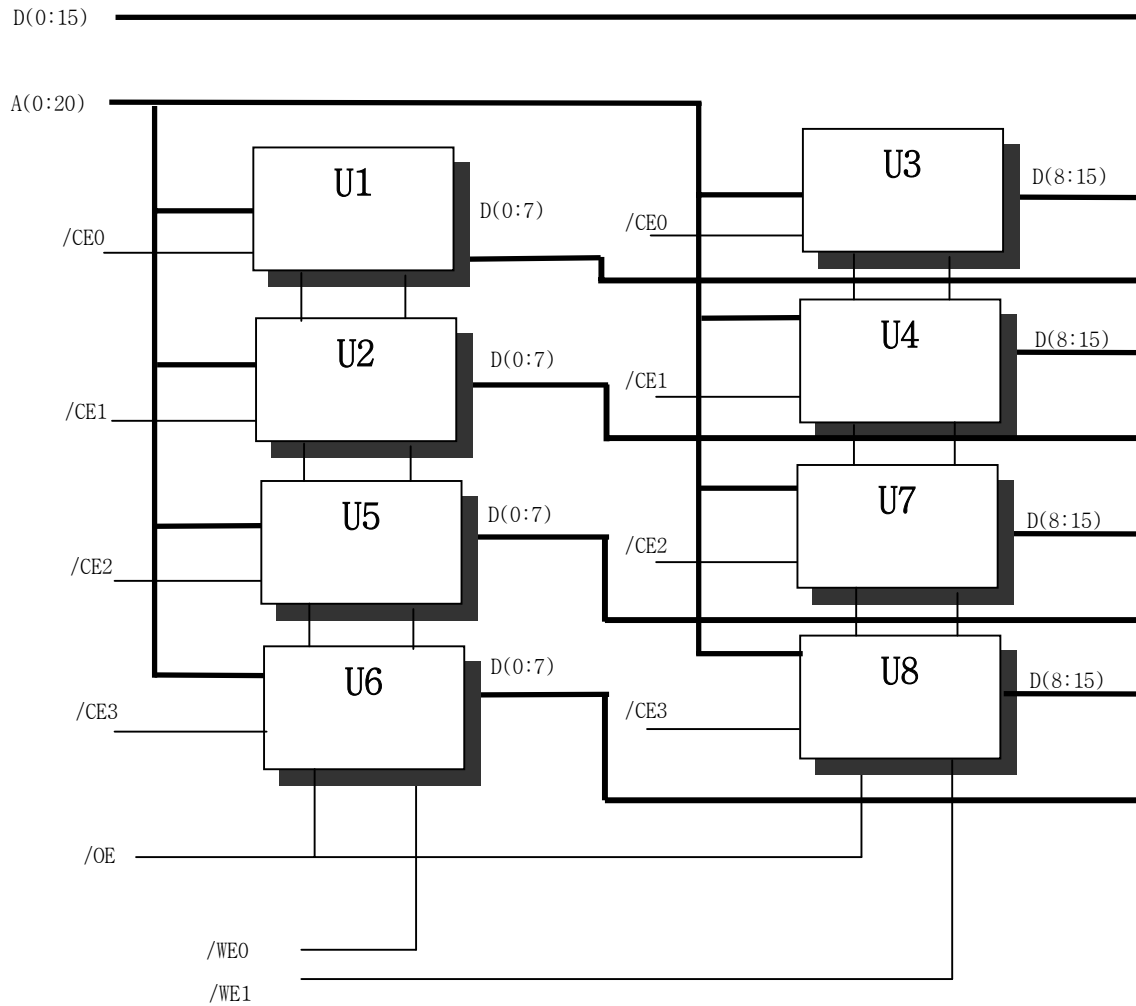 D(0:15)
A(0:20)
U1
U3
D(8:15)
D(0:7)
/CE0
/CE0
U2
U4
D(8:15)
D(0:7)
/CE1
/CE1
U5
U7
D(0:7)
D(8:15)
/CE2
/CE2
U6
U8
D(0:7)
D(8:15)
/CE3
/CE3
/OE
/WE0
/WE1